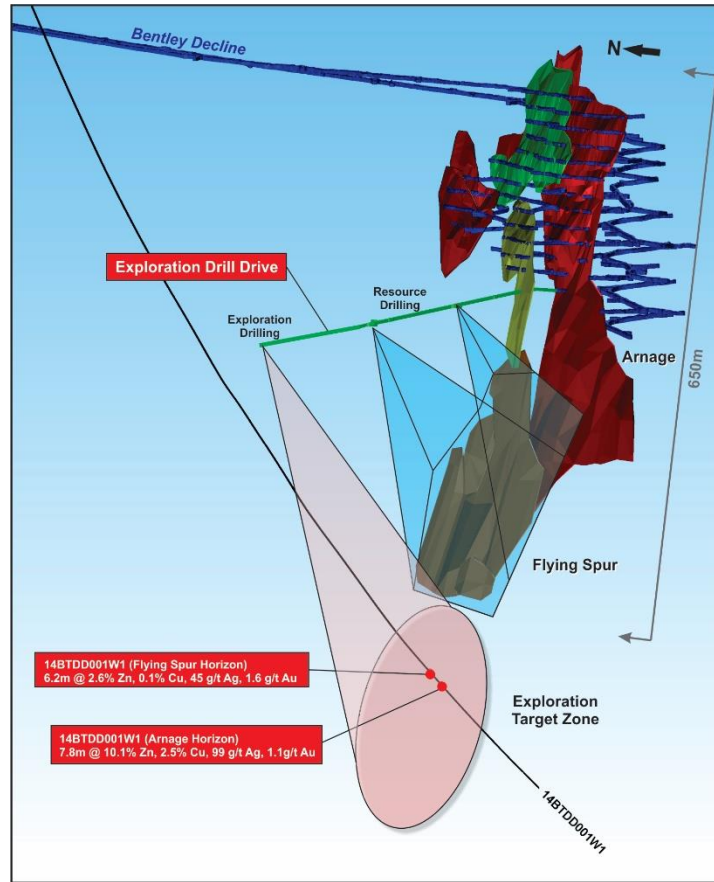 Bentley Decline
N
Exploration Drill Drive
Resource
Drilling
Exploration
Drilling
Arnage
650m
Flying Spur
14BTDD001W1 (Flying Spur Horizon)
6.2m @ 2.6% Zn, 0.1% Cu, 45 g/t Ag, 1.6 g/t Au
Exploration
Target Zone
14BTDD001W1 (Arnage Horizon)
7.8m @ 10.1% Zn, 2.5% Cu, 99 g/t Ag, 1.1g/t Au
14BTDD001W1